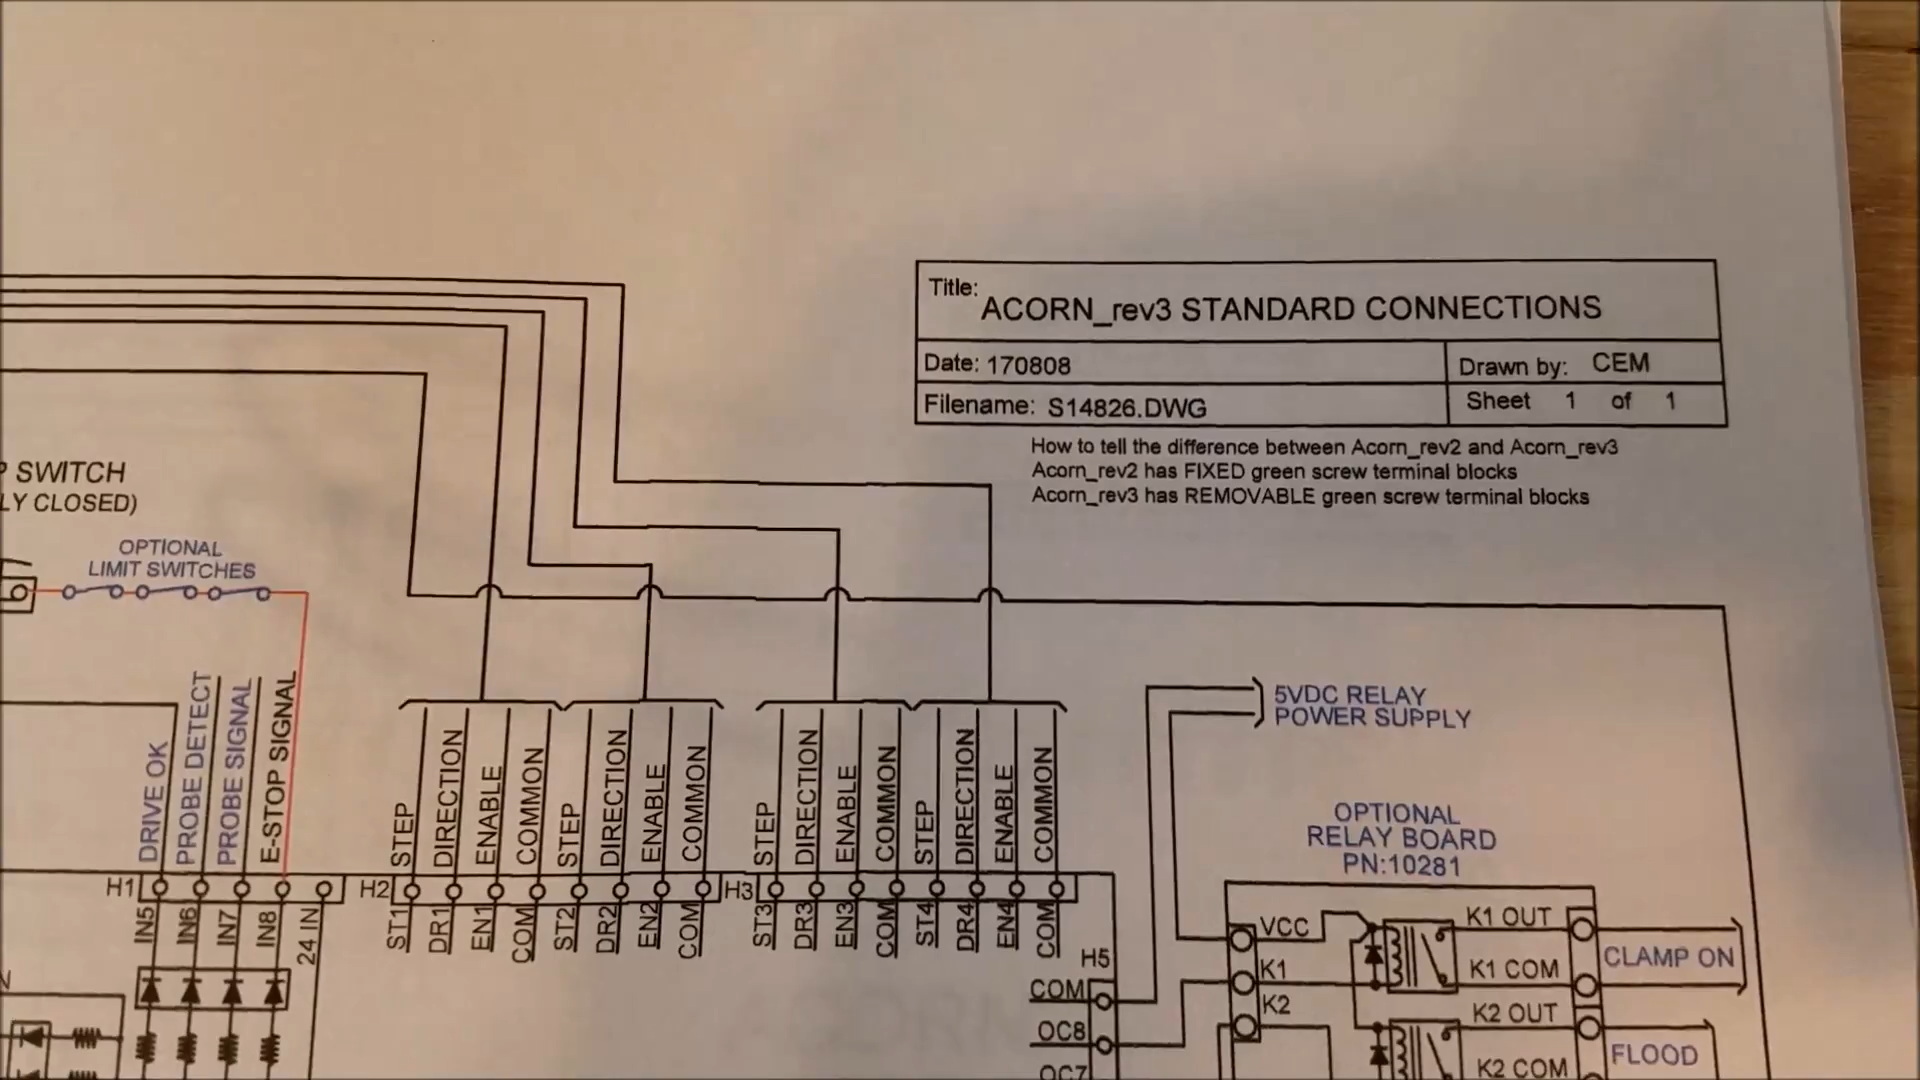 Title:
ACORN_rev3 STANDARD CONNECTIONS
Date: 170808
Drawn by: CEM
Filename: S14826.DWG
Sheet 1 of 1
How to tell the difference between Acorn_rev2 and Acorn_rev3
Acorn_rev2 has FIXED green screw terminal blocks
Acorn_rev3 has REMOVABLE green screw terminal blocks
SWITCH
CLOSED)
OPTIONAL
LIMIT SWITCHES
DRIVE OK
PROBE DETECT
PROBE SIGNAL
E-STOP SIGNAL
STEP
DIRECTION
ENABLE
COMMON
STEP
DIRECTION
ENABLE
COMMON
STEP
DIRECTION
ENABLE
COMMON
STEP
DIRECTION
ENABLE
COMMON
5VDC RELAY
POWER SUPPLY
OPTIONAL
RELAY BOARD
PN:10281
H1
H2
H3
IN5
IN6
IN7
IN8
24 IN
ST1
DR1
EN1
COM
ST2
DR2
EN2
COM
ST3
DR3
EN3
COM
ST4
DR4
EN4
COM
H5
COM
OC8
OC7
VCC
K1
K2
K1 OUT
K1 COM
CLAMP ON
K2 OUT
K2 COM
FLOOD